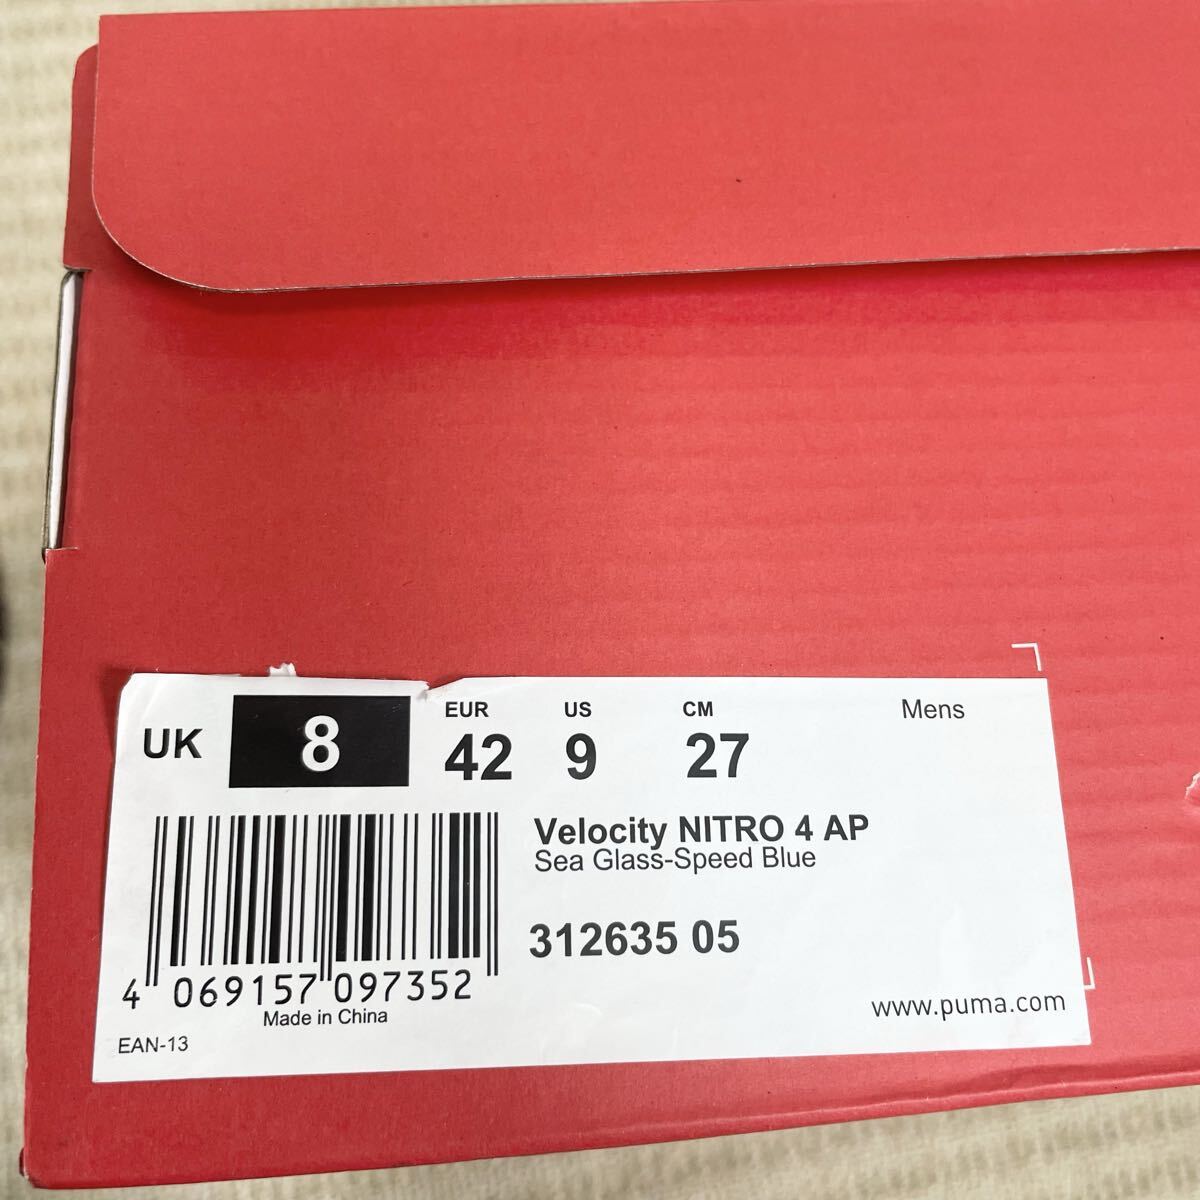 UK 8
EUR US CM Mens
42 9 27
Velocity NITRO 4 AP
Sea Glass-Speed Blue
312635 05
4 069157 097352
Made in China
EAN-13
www.puma.com